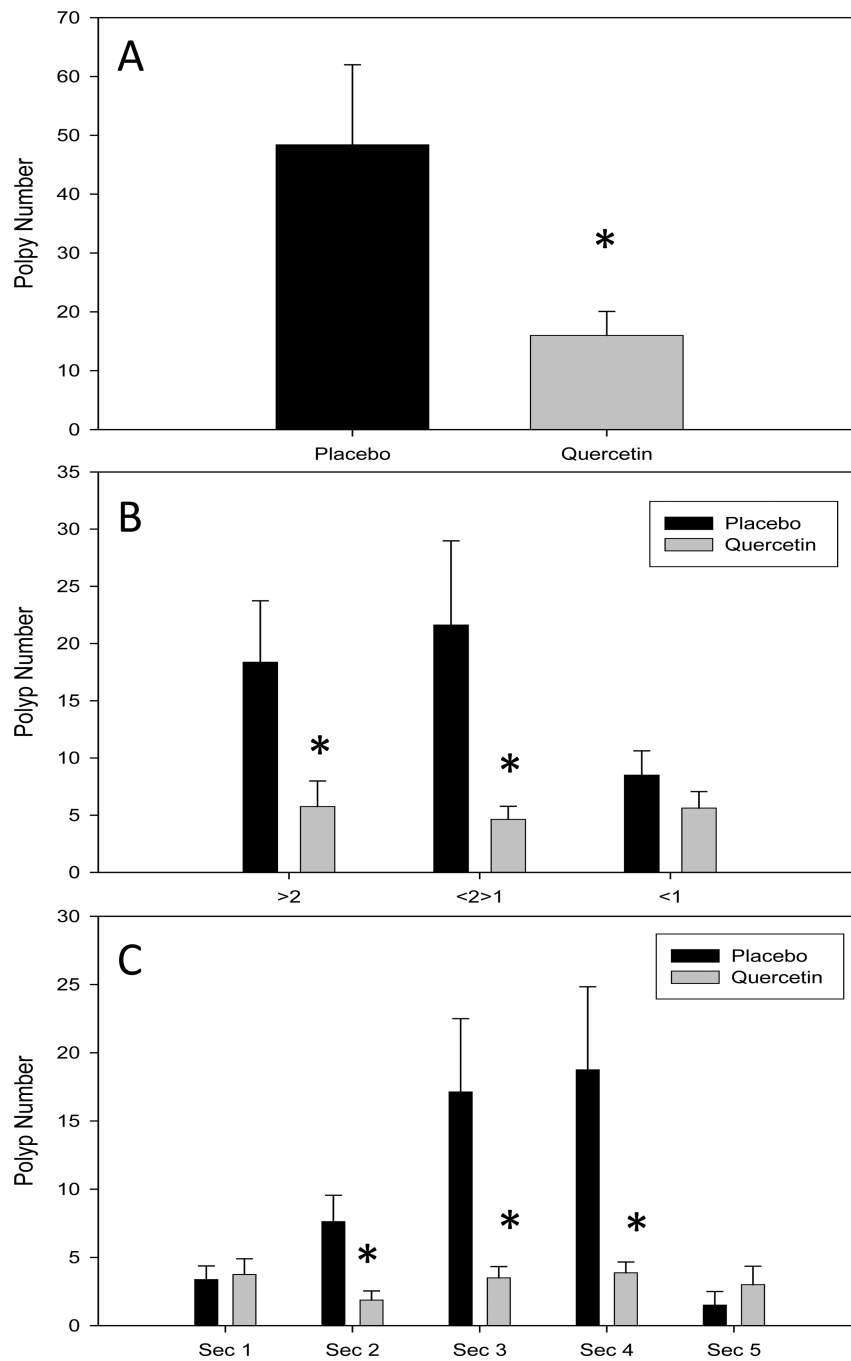 A
70
60
50
40
30
20
10
0
Polpy Number
*
Placebo Quercetin
B
35
30
25
20
15
10
5
0
Polyp Number
Placebo
Quercetin
* *
>2 <2>1 <1
C
30
25
20
15
10
5
0
Polyp Number
Placebo
Quercetin
* * *
Sec 1 Sec 2 Sec 3 Sec 4 Sec 5